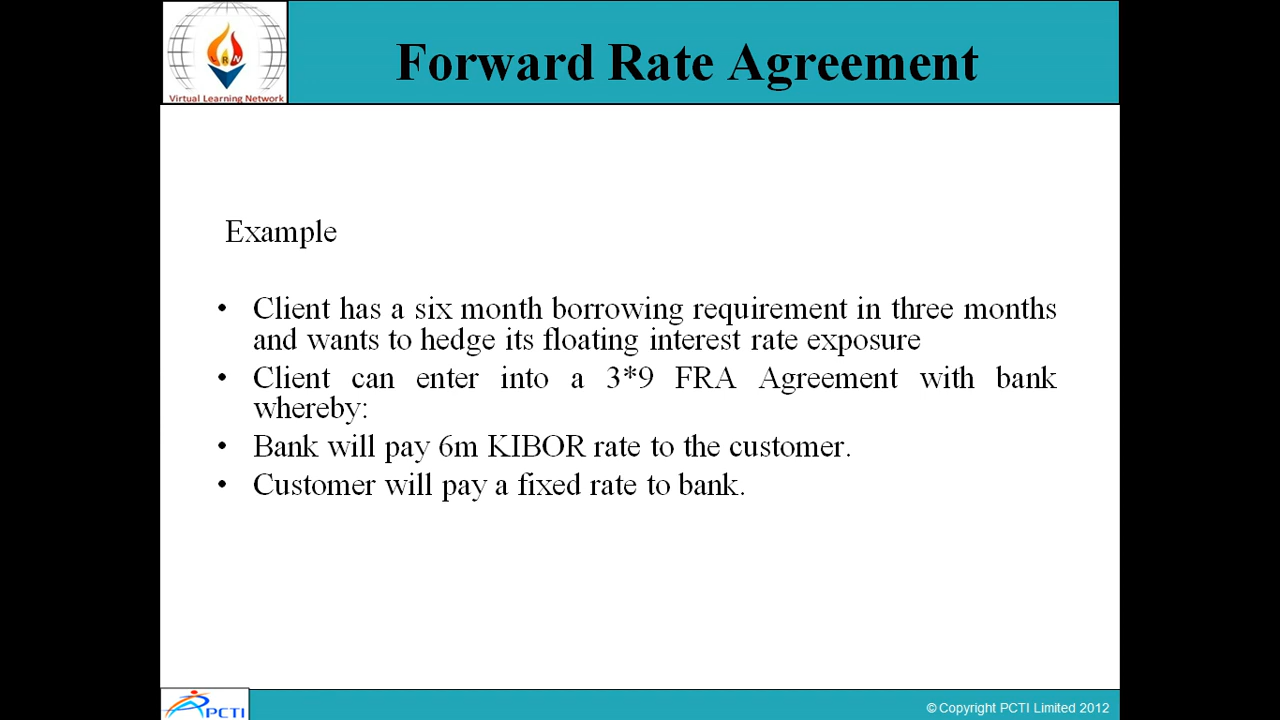 Forward Rate Agreement
Virtual Learning Network
Example
• Client has a six month borrowing requirement in three months
and wants to hedge its floating interest rate exposure
• Client can enter into a 3*9 FRA Agreement with bank
whereby:
• Bank will pay 6m KIBOR rate to the customer.
• Customer will pay a fixed rate to bank.
PCTI
© Copyright PCTI Limited 2012